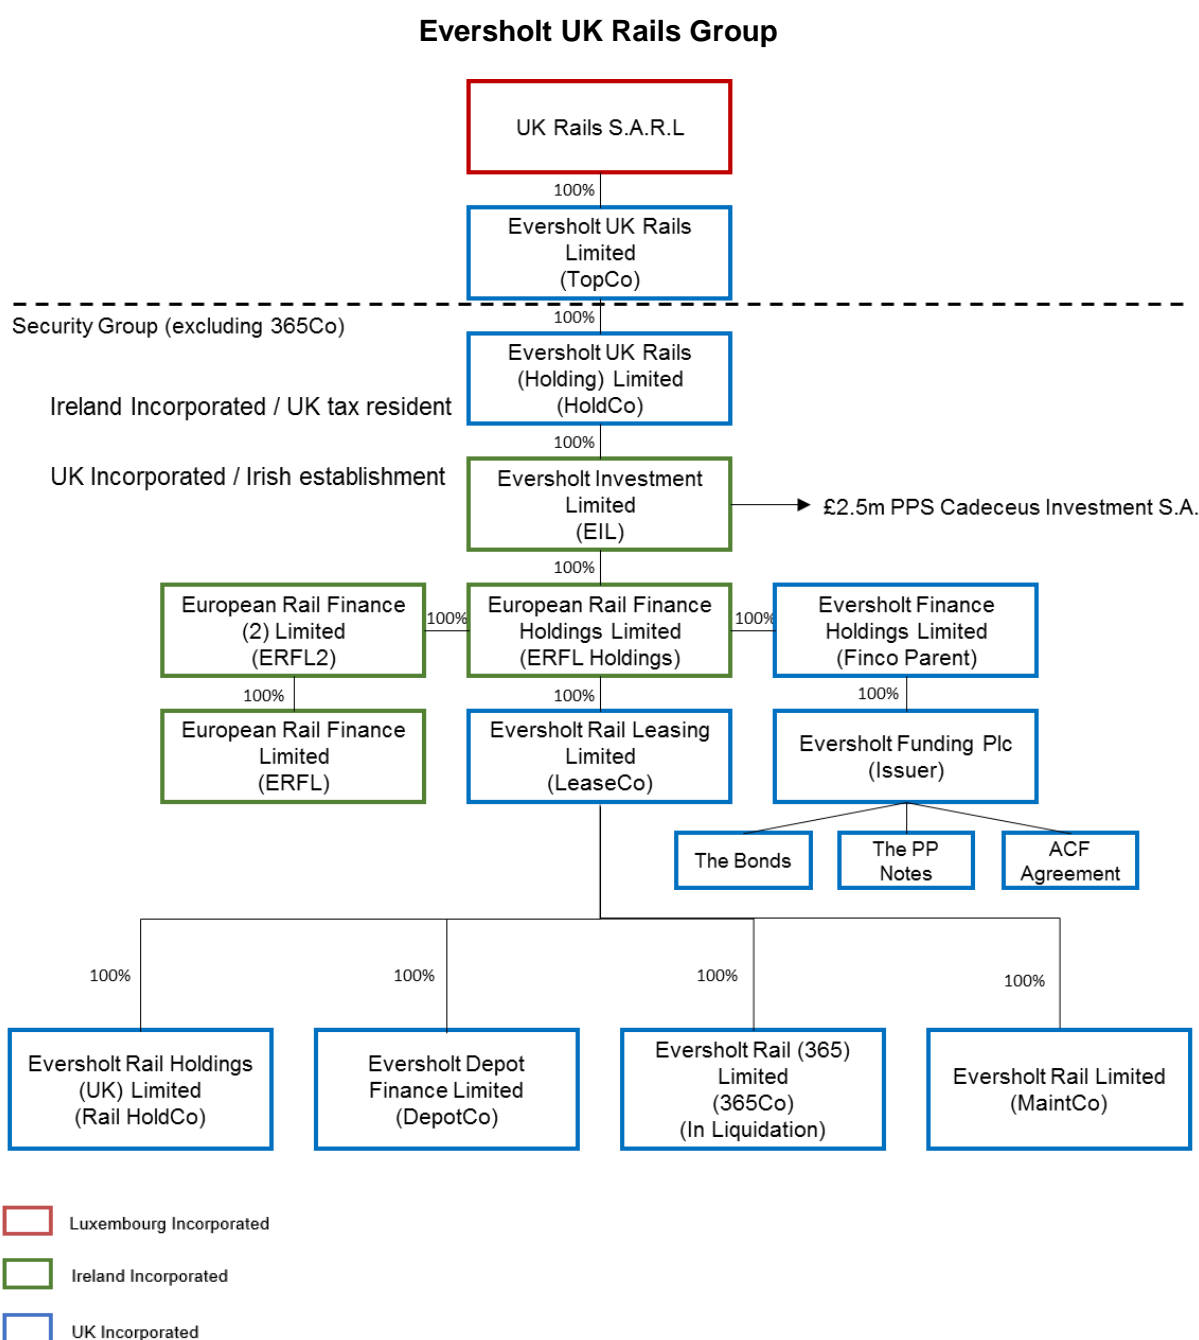 Eversholt UK Rails Group
UK Rails S.A.R.L
100%
Eversholt UK Rails
Limited
(TopCo)
100%
Security Group (excluding 365Co)
Eversholt UK Rails
(Holding) Limited
(HoldCo)
Ireland Incorporated / UK tax resident
100%
UK Incorporated / Irish establishment
Eversholt Investment
Limited
(EIL)
£2.5m PPS Cadeceus Investment S.A.
100%
European Rail Finance
(2) Limited
(ERFL2)
100%
European Rail Finance
Holdings Limited
(ERFL Holdings)
100%
Eversholt Finance
Holdings Limited
(Finco Parent)
100%
100%
100%
European Rail Finance
Limited
(ERFL)
Eversholt Rail Leasing
Limited
(LeaseCo)
Eversholt Funding Plc
(Issuer)
The Bonds
The PP
Notes
ACF
Agreement
100%
100%
100%
100%
Eversholt Rail Holdings
(UK) Limited
(Rail HoldCo)
Eversholt Depot
Finance Limited
(DepotCo)
Eversholt Rail (365)
Limited
(365Co)
(In Liquidation)
Eversholt Rail Limited
(MaintCo)
Luxembourg Incorporated
Ireland Incorporated
UK Incorporated